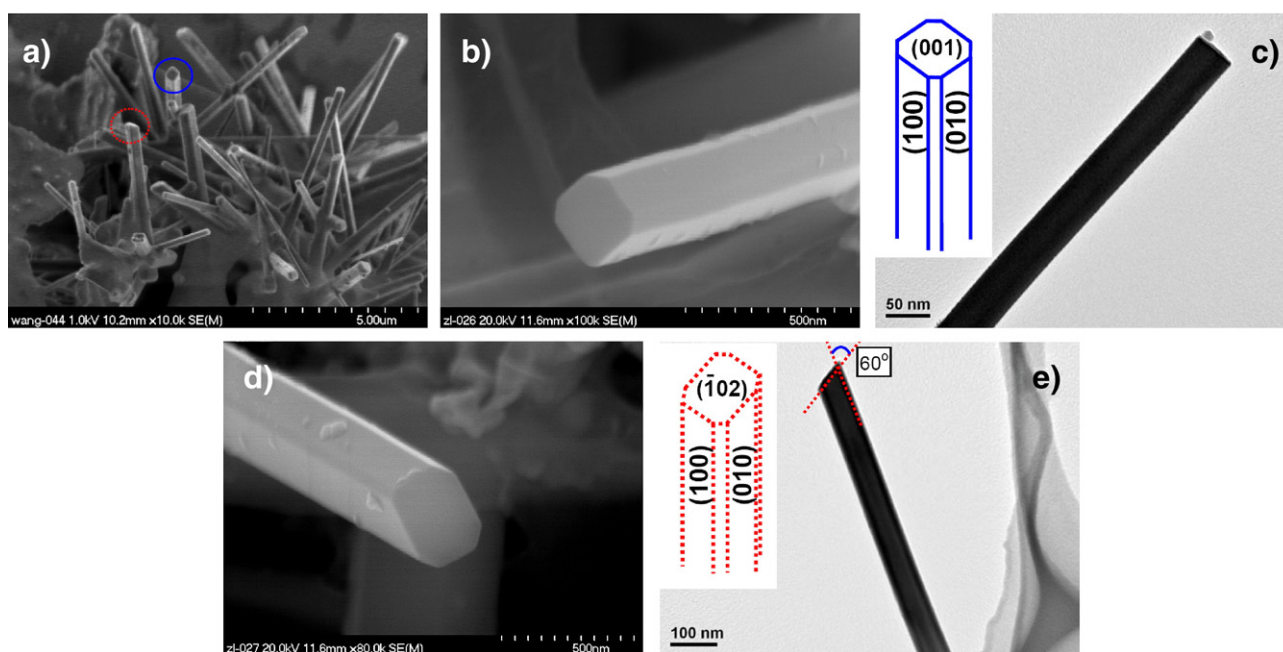 a)
wang-044 1.0kV 10.2mm x10.0k SE(M) 5.00um
b)
zl-026 20.0kV 11.6mm x100k SE(M) 500nm
(001)
(100)
(010)
c)
50 nm
d)
zl-027 20.0kV 11.6mm x80.0k SE(M) 500nm
(1̄02)
(100)
(010)
60°
e)
100 nm